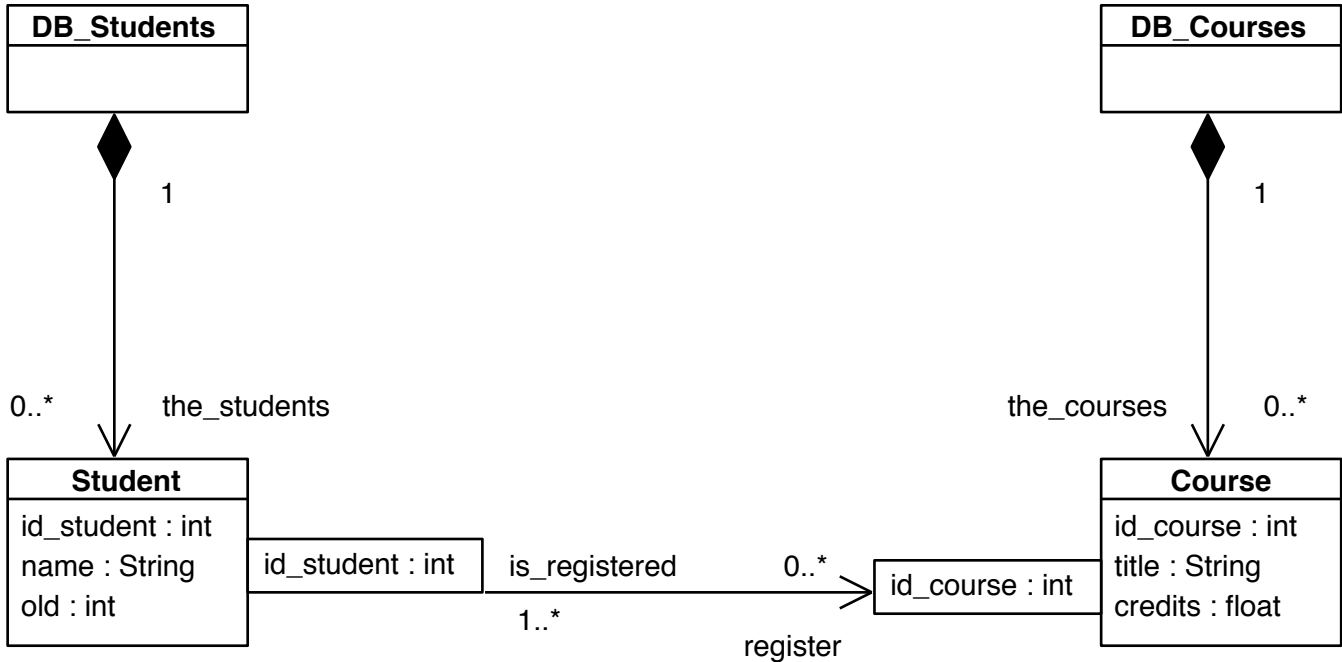 DB_Students
DB_Courses
1
1
0..*
the_students
the_courses
0..*
Student
id_student : int
name : String
old : int
id_student : int
is_registered
0..*
1..*
register
id_course : int
Course
id_course : int
title : String
credits : float